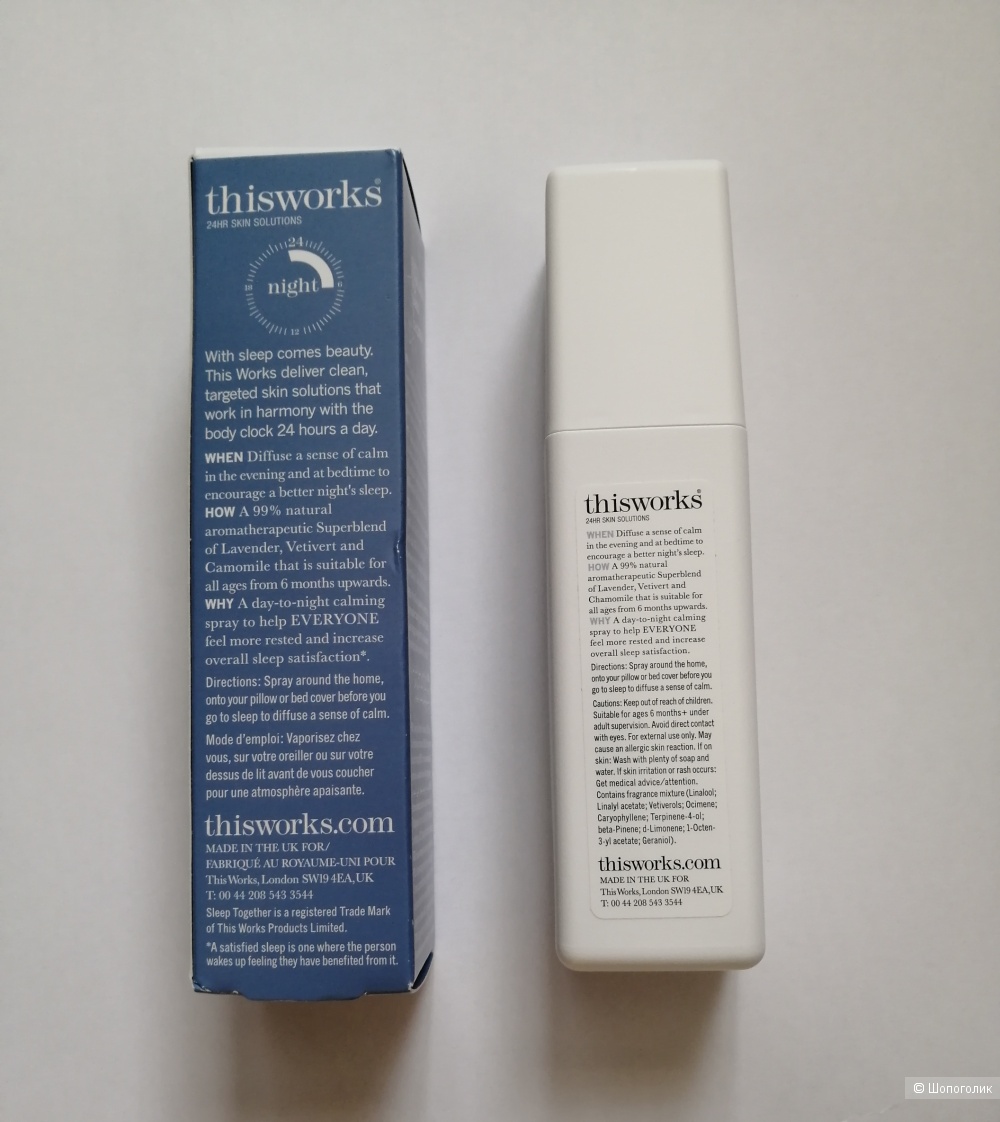 thisworks®
24HR SKIN SOLUTIONS
24
18 night 6
12
With sleep comes beauty.
This Works deliver clean,
targeted skin solutions that
work in harmony with the
body clock 24 hours a day.
WHEN Diffuse a sense of calm
in the evening and at bedtime to
encourage a better night's sleep.
HOW A 99% natural
aromatherapeutic Superblend
of Lavender, Vetivert and
Camomile that is suitable for
all ages from 6 months upwards.
WHY A day-to-night calming
spray to help EVERYONE
feel more rested and increase
overall sleep satisfaction*.
Directions: Spray around the home,
onto your pillow or bed cover before you
go to sleep to diffuse a sense of calm.
Mode d'emploi: Vaporisez chez
vous, sur votre oreiller ou sur votre
dessus de lit avant de vous coucher
pour une atmosphère apaisante.
thisworks.com
MADE IN THE UK FOR/
FABRIQUÉ AU ROYAUME-UNI POUR
This Works, London SW19 4EA, UK
T: 00 44 208 543 3544
Sleep Together is a registered Trade Mark
of This Works Products Limited.
*A satisfied sleep is one where the person
wakes up feeling they have benefited from it.
thisworks®
24HR SKIN SOLUTIONS
WHEN Diffuse a sense of calm
in the evening and at bedtime to
encourage a better night's sleep.
HOW A 99% natural
aromatherapeutic Superblend
of Lavender, Vetivert and
Chamomile that is suitable for
all ages from 6 months upwards.
WHY A day-to-night calming
spray to help EVERYONE
feel more rested and increase
overall sleep satisfaction.
Directions: Spray around the home,
onto your pillow or bed cover before you
go to sleep to diffuse a sense of calm.
Cautions: Keep out of reach of children.
Suitable for ages 6 months+ under
adult supervision. Avoid direct contact
with eyes. For external use only. May
cause an allergic skin reaction. If on
skin: Wash with plenty of soap and
water. If skin irritation or rash occurs:
Get medical advice/attention.
Contains fragrance mixture (Linalool;
Linalyl acetate; Vetiverols; Ocimene;
Caryophyllene; Terpinene-4-ol;
beta-Pinene; d-Limonene; 1-Octen-
3-yl acetate; Geraniol).
thisworks.com
MADE IN THE UK FOR
This Works, London SW19 4EA, UK
T: 00 44 208 543 3544
© Шопоголик